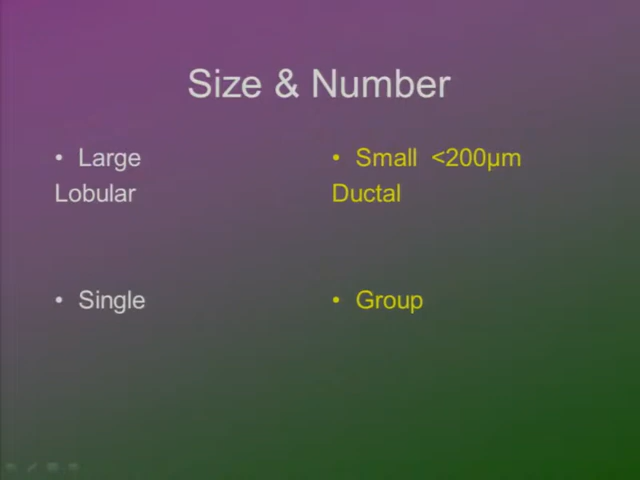 Size & Number
• Large
Lobular
• Single
• Small <200µm
Ductal
• Group